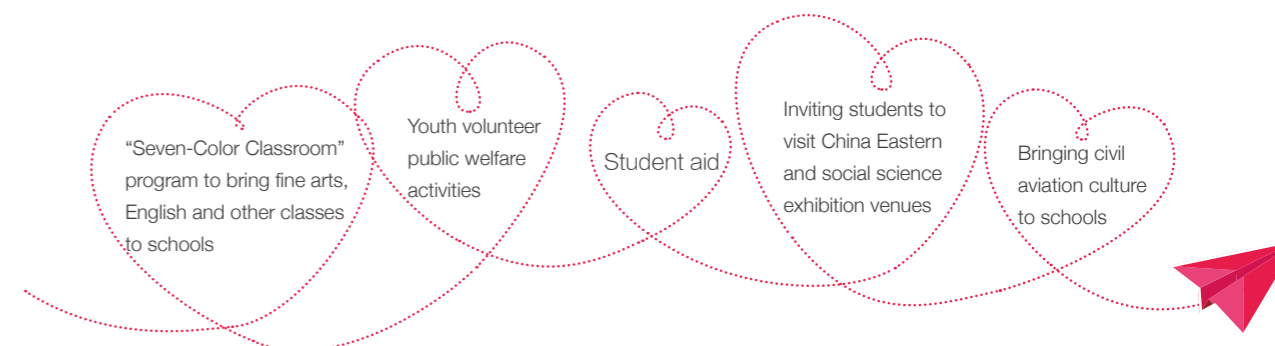 “Seven-Color Classroom”
program to bring fine arts,
English and other classes
to schools
Youth volunteer
public welfare
activities
Student aid
Inviting students to
visit China Eastern
and social science
exhibition venues
Bringing civil
aviation culture
to schools